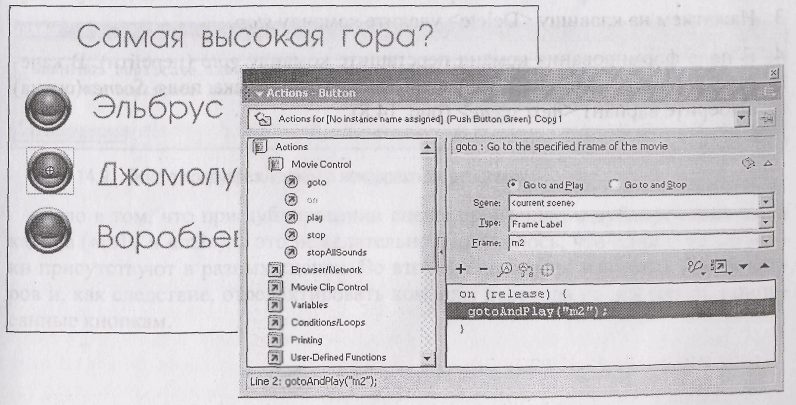 Самая высокая гора?
Эльбрус
Джомолу
Воробьев
Actions - Button
Actions for [No instance name assigned] (Push Button Green) Copy 1
Actions
Movie Control
goto
on
play
stop
stopAllSounds
Browser/Network
Movie Clip Control
Variables
Conditions/Loops
Printing
User-Defined Functions
goto : Go to the specified frame of the movie
Go to and Play
Go to and Stop
Scene: <current scene>
Type: Frame Label
Frame: m2
on (release) {
gotoAndPlay("m2");
}
Line 2: gotoAndPlay("m2");